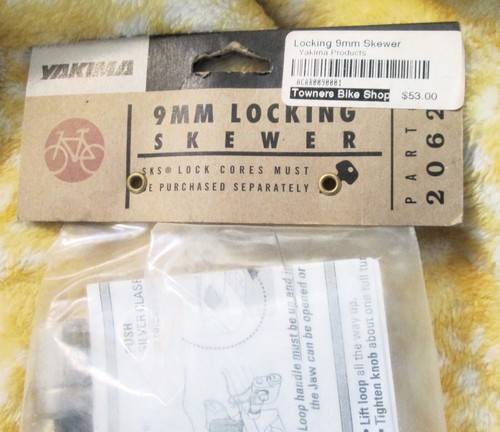 YAKIMA
Locking 9mm Skewer
Yakima Products
Towners Bike Shop $53.00
9MM LOCKING
SKEWER
SKS® LOCK CORES MUST
BE PURCHASED SEPARATELY
PART
2062
Loop handle must be up and
the Jaw can be opened or
• Lift loop all the way up.
• Tighten knob about one full tur